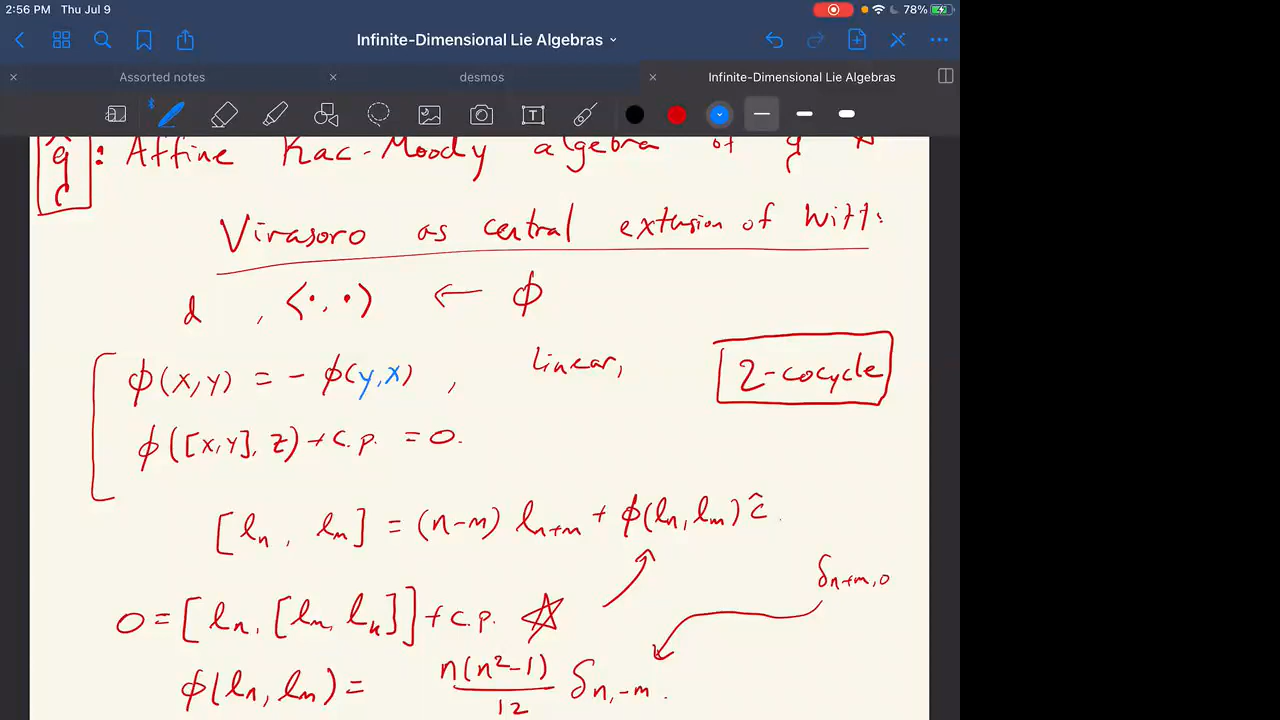 2:56 PM Thu Jul 9
78%
Infinite-Dimensional Lie Algebras
Assorted notes
desmos
Infinite-Dimensional Lie Algebras
ĝ : Affine Kac-Moody algebra of g
Virasoro as central extension of Witt:
d , ⟨·, ·⟩ ← ϕ
ϕ(x,y) = - ϕ(y,x) , linear,
2-cocycle
ϕ([x,y], z) + c.p. = 0.
[ln, lm] = (n-m) ln+m + ϕ(ln, lm) ĉ.
δn+m,0
0 = [ln, [lm, lk]] + c.p. ☆
ϕ(ln, lm) = n(n²-1)/12 δn,-m.